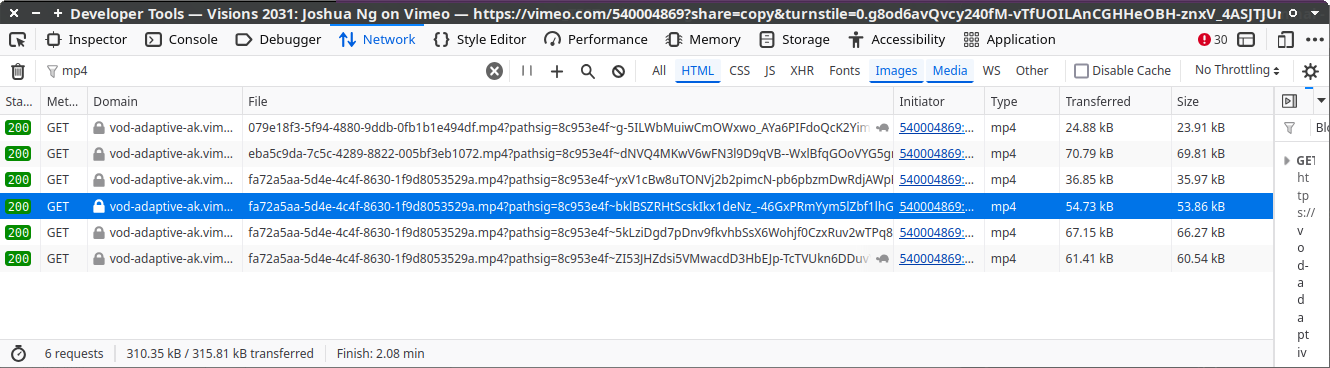 Developer Tools — Visions 2031: Joshua Ng on Vimeo — https://vimeo.com/540004869?share=copy&turnstile=0.g8od6avQvcy240fM-vTfUOILAnCGHHeOBH-znxV_4ASJTJUr
Inspector Console Debugger Network Style Editor Performance Memory Storage Accessibility Application 30
mp4 All HTML CSS JS XHR Fonts Images Media WS Other Disable Cache No Throttling
Sta... Met... Domain File Initiator Type Transferred Size
200 GET vod-adaptive-ak.vim... 079e18f3-5f94-4880-9ddb-0fb1b1e494df.mp4?pathsig=8c953e4f~g-5ILWbMuiwCmOWxwo_AYa6PIFdoQcK2Yim 540004869:... mp4 24.88 kB 23.91 kB
200 GET vod-adaptive-ak.vim... eba5c9da-7c5c-4289-8822-005bf3eb1072.mp4?pathsig=8c953e4f~dNVQ4MKwV6wFN3l9D9qVB--WxlBfqGOoVYG5gr 540004869:... mp4 70.79 kB 69.81 kB
200 GET vod-adaptive-ak.vim... fa72a5aa-5d4e-4c4f-8630-1f9d8053529a.mp4?pathsig=8c953e4f~yxV1cBw8uTONVj2b2pimcN-pb6pbzmDwRdjAWpl 540004869:... mp4 36.85 kB 35.97 kB
200 GET vod-adaptive-ak.vim... fa72a5aa-5d4e-4c4f-8630-1f9d8053529a.mp4?pathsig=8c953e4f~bklBSZRHtScskIkx1deNz_-46GxPRmYym5lZbf1lhG 540004869:... mp4 54.73 kB 53.86 kB
200 GET vod-adaptive-ak.vim... fa72a5aa-5d4e-4c4f-8630-1f9d8053529a.mp4?pathsig=8c953e4f~5kLziDgd7pDnv9fkvhbSsX6Wohjf0CzxRuv2wTPq8 540004869:... mp4 67.15 kB 66.27 kB
200 GET vod-adaptive-ak.vim... fa72a5aa-5d4e-4c4f-8630-1f9d8053529a.mp4?pathsig=8c953e4f~ZI53JHZdsi5VMwacdD3HbEJp-TcTVUkn6DDuv 540004869:... mp4 61.41 kB 60.54 kB
6 requests 310.35 kB / 315.81 kB transferred Finish: 2.08 min
Blo
GET
ht
tp
s://
v
o
d-
a
d
a
pt
iv